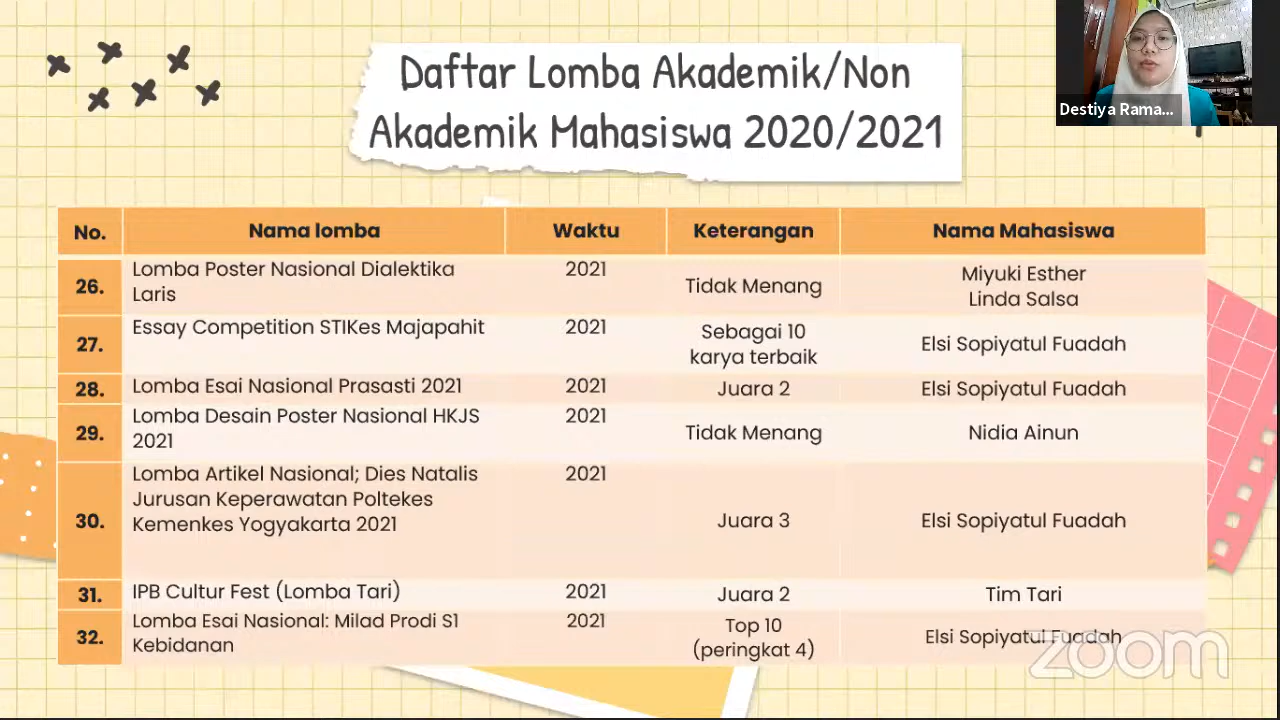 Daftar Lomba Akademik/Non
Akademik Mahasiswa 2020/2021
Destiya Rama...
No. Nama lomba Waktu Keterangan Nama Mahasiswa
26. Lomba Poster Nasional Dialektika Laris 2021 Tidak Menang Miyuki Esther Linda Salsa
27. Essay Competition STIKes Majapahit 2021 Sebagai 10 karya terbaik Elsi Sopiyatul Fuadah
28. Lomba Esai Nasional Prasasti 2021 2021 Juara 2 Elsi Sopiyatul Fuadah
29. Lomba Desain Poster Nasional HKJS 2021 2021 Tidak Menang Nidia Ainun
30. Lomba Artikel Nasional; Dies Natalis Jurusan Keperawatan Poltekes Kemenkes Yogyakarta 2021 2021 Juara 3 Elsi Sopiyatul Fuadah
31. IPB Cultur Fest (Lomba Tari) 2021 Juara 2 Tim Tari
32. Lomba Esai Nasional: Milad Prodi S1 Kebidanan 2021 Top 10 (peringkat 4) Elsi Sopiyatul Fuadah
zoom